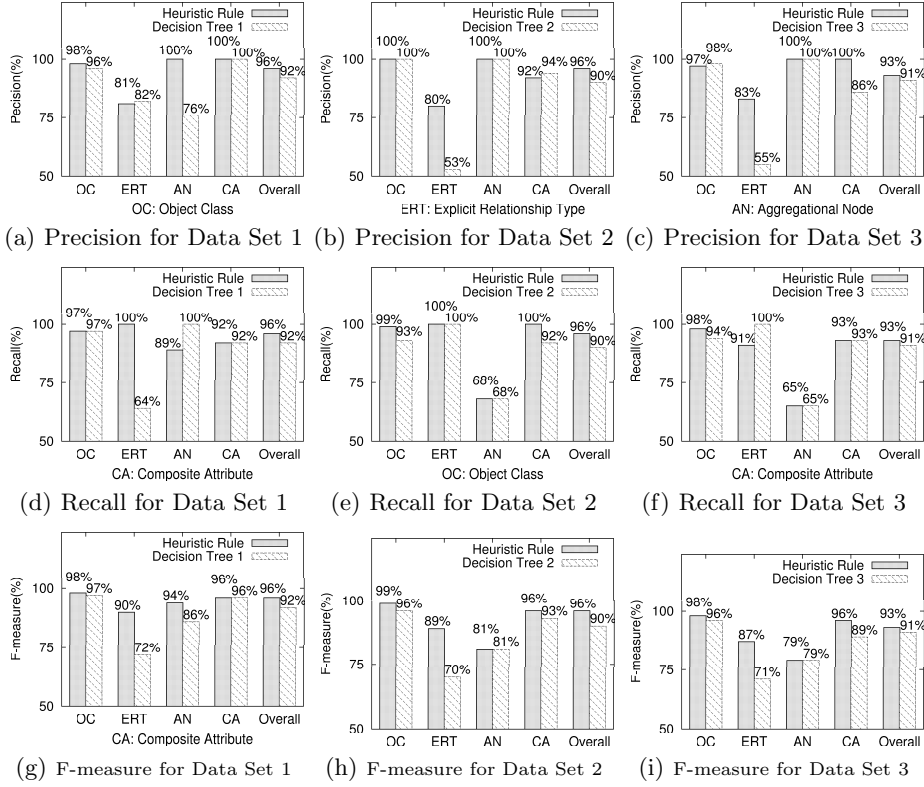 Heuristic Rule
Decision Tree 1
Pecision(%)
100
75
50
98% 96% 81% 82% 100% 76% 100% 100% 96% 92%
OC ERT AN CA Overall
OC: Object Class
(a) Precision for Data Set 1
Heuristic Rule
Decision Tree 2
Pecision(%)
100
75
50
100% 100% 80% 53% 100% 100% 92% 94% 96% 90%
OC ERT AN CA Overall
ERT: Explicit Relationship Type
(b) Precision for Data Set 2
Heuristic Rule
Decision Tree 3
Pecision(%)
100
75
50
97% 98% 83% 55% 100% 100% 100% 86% 93% 91%
OC ERT AN CA Overall
AN: Aggregational Node
(c) Precision for Data Set 3
Heuristic Rule
Decision Tree 1
Recall(%)
100
75
50
97% 97% 100% 64% 89% 100% 92% 92% 96% 92%
OC ERT AN CA Overall
CA: Composite Attribute
(d) Recall for Data Set 1
Heuristic Rule
Decision Tree 2
Recall(%)
100
75
50
99% 93% 100% 100% 68% 68% 100% 92% 96% 90%
OC ERT AN CA Overall
OC: Object Class
(e) Recall for Data Set 2
Heuristic Rule
Decision Tree 3
Recall(%)
100
75
50
98% 94% 91% 100% 65% 65% 93% 93% 93% 91%
OC ERT AN CA Overall
CA: Composite Attribute
(f) Recall for Data Set 3
Heuristic Rule
Decision Tree 1
F-measure(%)
100
75
50
98% 97% 90% 72% 94% 86% 96% 96% 96% 92%
OC ERT AN CA Overall
CA: Composite Attribute
(g) F-measure for Data Set 1
Heuristic Rule
Decision Tree 2
F-measure(%)
100
75
50
99% 96% 89% 70% 81% 81% 96% 93% 96% 90%
OC ERT AN CA Overall
(h) F-measure for Data Set 2
Heuristic Rule
Decision Tree 3
F-measure(%)
100
75
50
98% 96% 87% 71% 79% 79% 96% 89% 93% 91%
OC ERT AN CA Overall
(i) F-measure for Data Set 3